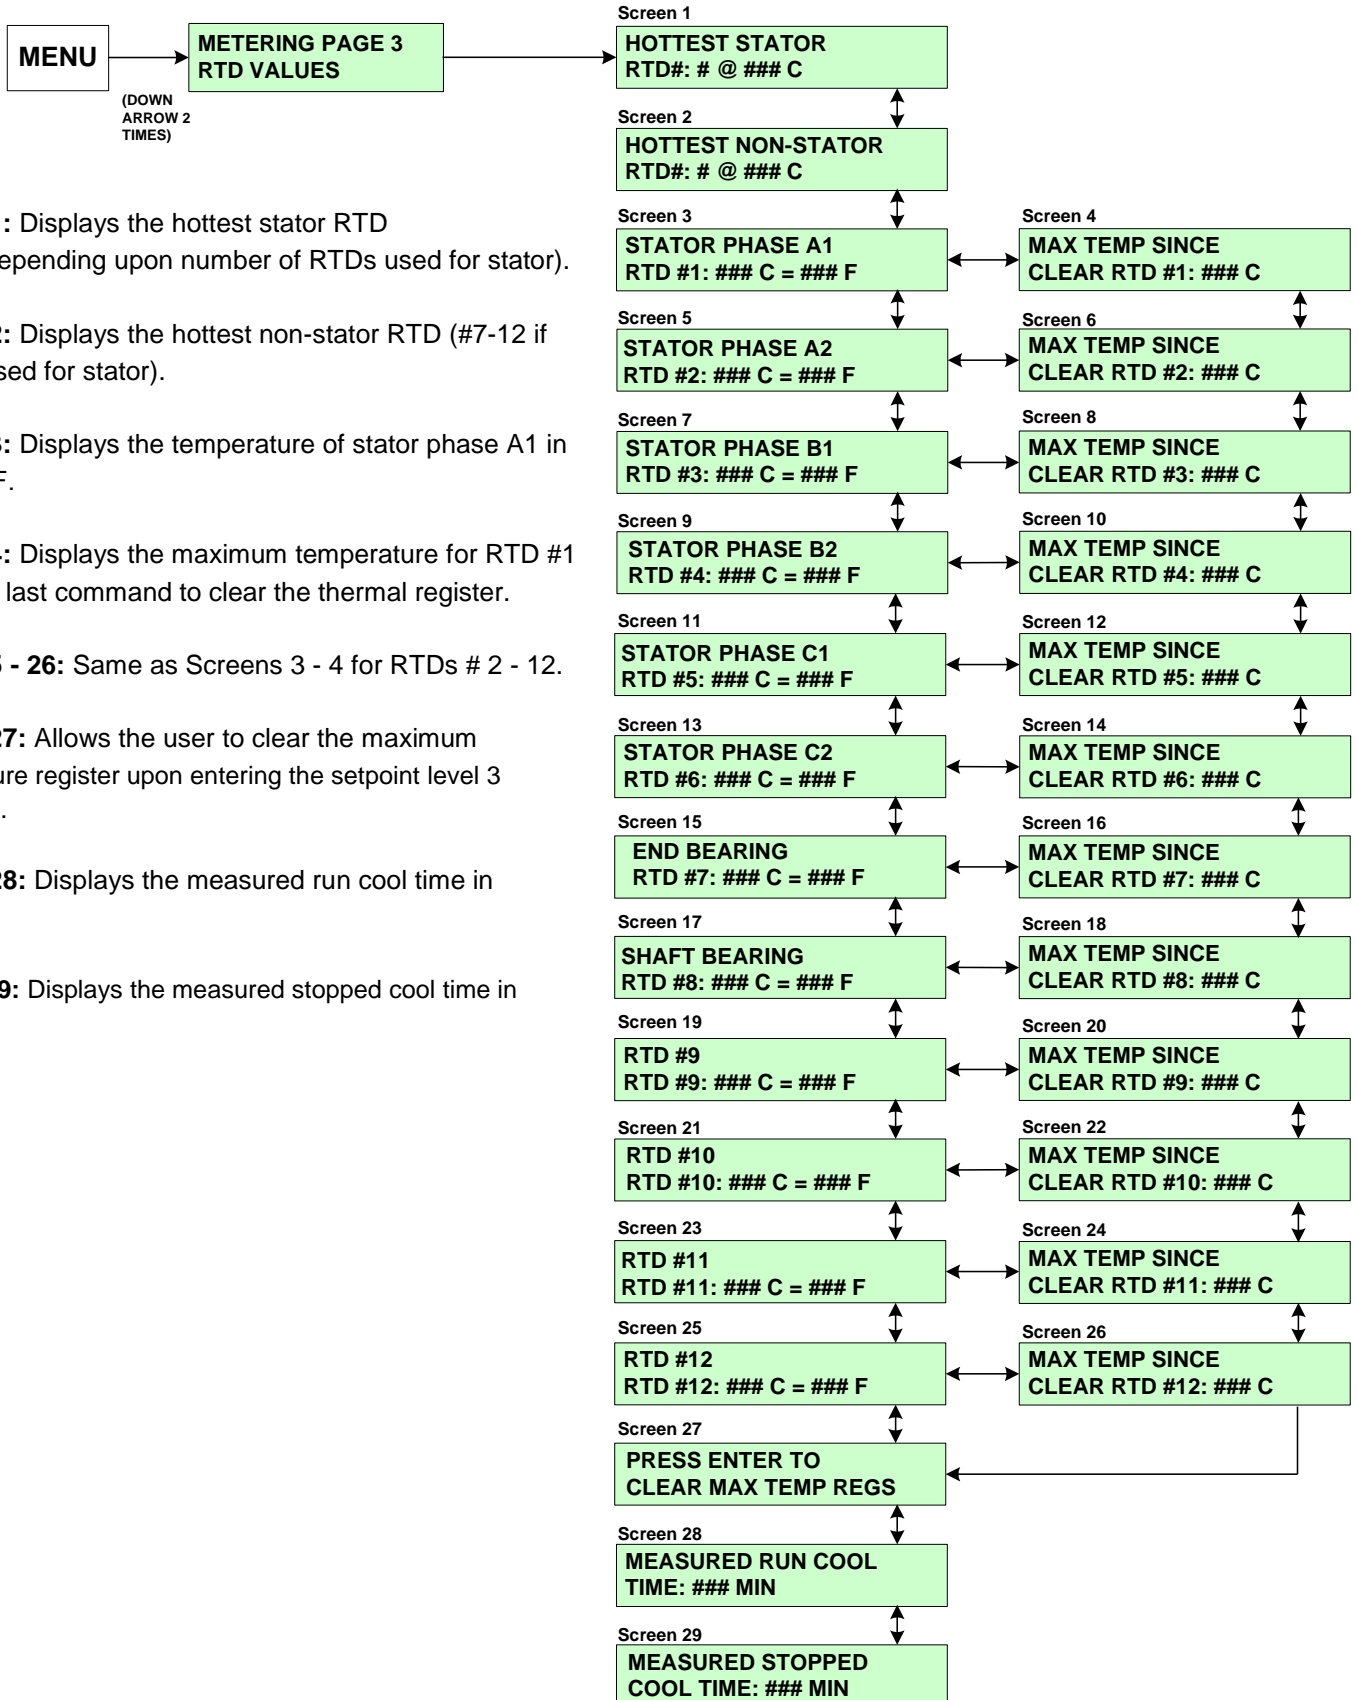 MENU
(DOWN
ARROW 2
TIMES)
METERING PAGE 3
RTD VALUES
: Displays the hottest stator RTD
epending upon number of RTDs used for stator).
2: Displays the hottest non-stator RTD (#7-12 if
sed for stator).
3: Displays the temperature of stator phase A1 in
F.
4: Displays the maximum temperature for RTD #1
last command to clear the thermal register.
5 - 26: Same as Screens 3 - 4 for RTDs # 2 - 12.
27: Allows the user to clear the maximum
ure register upon entering the setpoint level 3
.
28: Displays the measured run cool time in
9: Displays the measured stopped cool time in
Screen 1
HOTTEST STATOR
RTD#: # @ ### C
Screen 2
HOTTEST NON-STATOR
RTD#: # @ ### C
Screen 3
STATOR PHASE A1
RTD #1: ### C = ### F
Screen 4
MAX TEMP SINCE
CLEAR RTD #1: ### C
Screen 5
STATOR PHASE A2
RTD #2: ### C = ### F
Screen 6
MAX TEMP SINCE
CLEAR RTD #2: ### C
Screen 7
STATOR PHASE B1
RTD #3: ### C = ### F
Screen 8
MAX TEMP SINCE
CLEAR RTD #3: ### C
Screen 9
STATOR PHASE B2
RTD #4: ### C = ### F
Screen 10
MAX TEMP SINCE
CLEAR RTD #4: ### C
Screen 11
STATOR PHASE C1
RTD #5: ### C = ### F
Screen 12
MAX TEMP SINCE
CLEAR RTD #5: ### C
Screen 13
STATOR PHASE C2
RTD #6: ### C = ### F
Screen 14
MAX TEMP SINCE
CLEAR RTD #6: ### C
Screen 15
END BEARING
RTD #7: ### C = ### F
Screen 16
MAX TEMP SINCE
CLEAR RTD #7: ### C
Screen 17
SHAFT BEARING
RTD #8: ### C = ### F
Screen 18
MAX TEMP SINCE
CLEAR RTD #8: ### C
Screen 19
RTD #9
RTD #9: ### C = ### F
Screen 20
MAX TEMP SINCE
CLEAR RTD #9: ### C
Screen 21
RTD #10
RTD #10: ### C = ### F
Screen 22
MAX TEMP SINCE
CLEAR RTD #10: ### C
Screen 23
RTD #11
RTD #11: ### C = ### F
Screen 24
MAX TEMP SINCE
CLEAR RTD #11: ### C
Screen 25
RTD #12
RTD #12: ### C = ### F
Screen 26
MAX TEMP SINCE
CLEAR RTD #12: ### C
Screen 27
PRESS ENTER TO
CLEAR MAX TEMP REGS
Screen 28
MEASURED RUN COOL
TIME: ### MIN
Screen 29
MEASURED STOPPED
COOL TIME: ### MIN